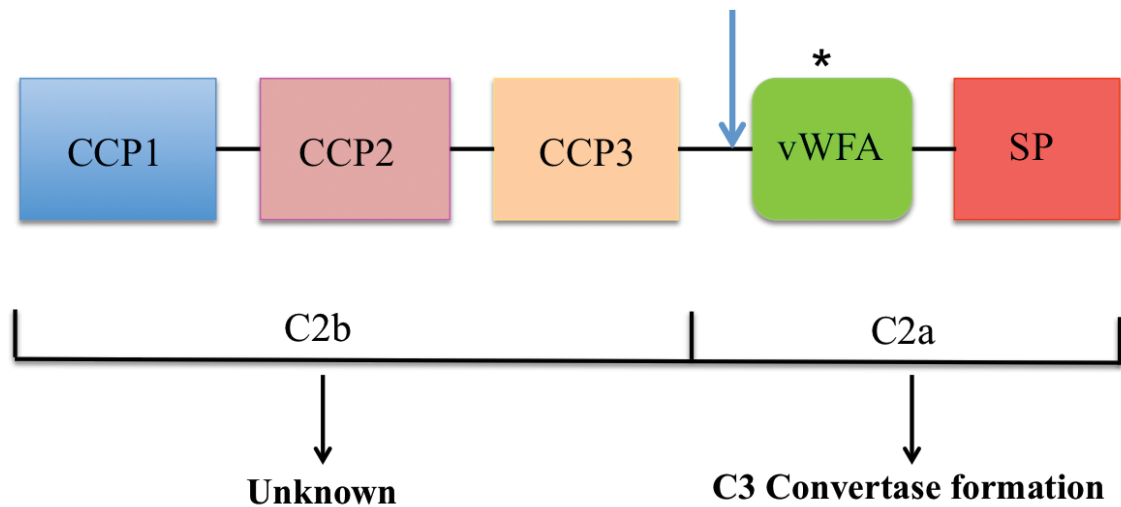 *
CCP1 CCP2 CCP3 vWFA SP
C2b C2a
Unknown C3 Convertase formation